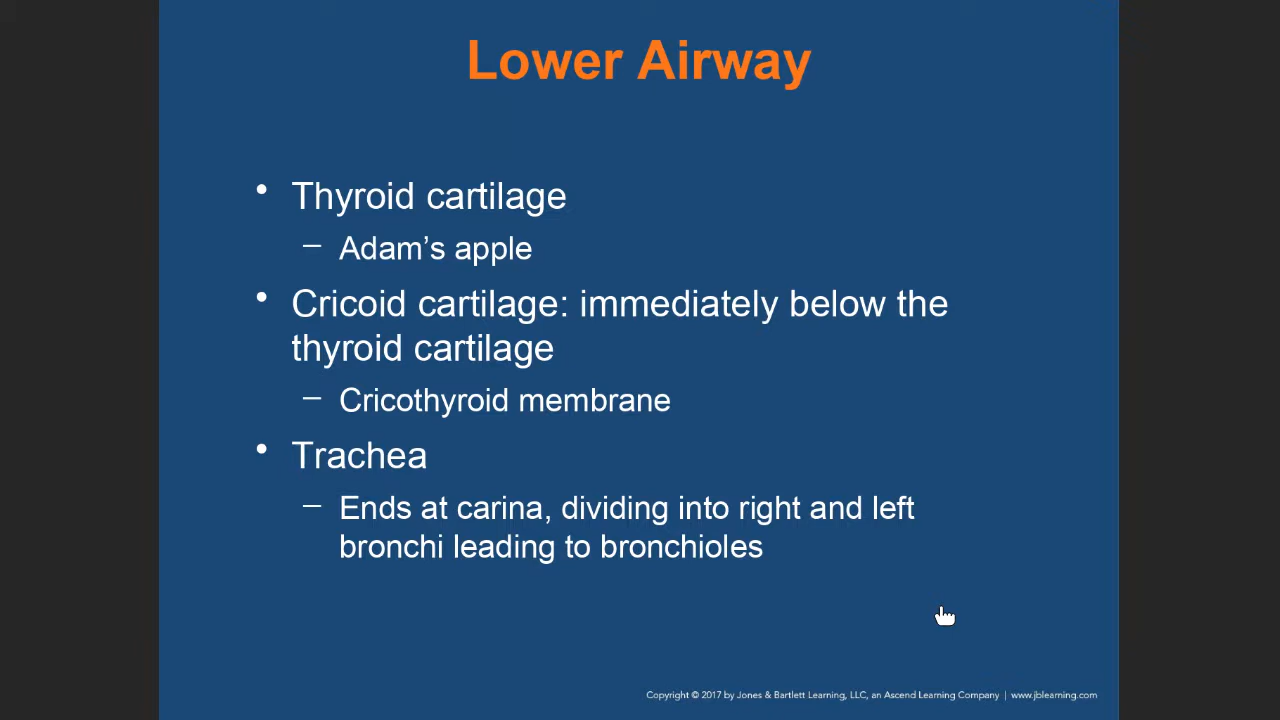 Lower Airway
• Thyroid cartilage
– Adam’s apple
• Cricoid cartilage: immediately below the
thyroid cartilage
– Cricothyroid membrane
• Trachea
– Ends at carina, dividing into right and left
bronchi leading to bronchioles
Copyright © 2017 by Jones & Bartlett Learning, LLC, an Ascend Learning Company | www.jblearning.com